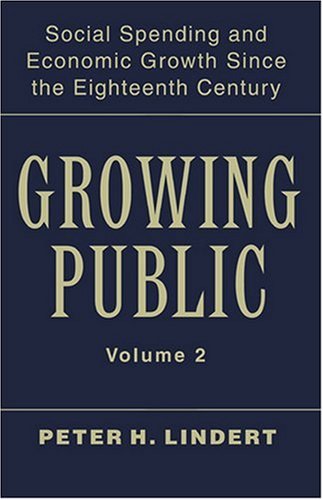 Social Spending and
Economic Growth Since
the Eighteenth Century
GROWING
PUBLIC
Volume 2
PETER H. LINDERT